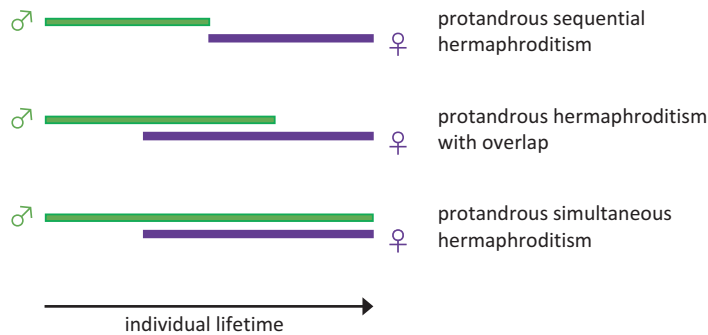 ♂ ♀ protandrous sequential
hermaphroditism
♂ ♀ protandrous hermaphroditism
with overlap
♂ ♀ protandrous simultaneous
hermaphroditism
individual lifetime